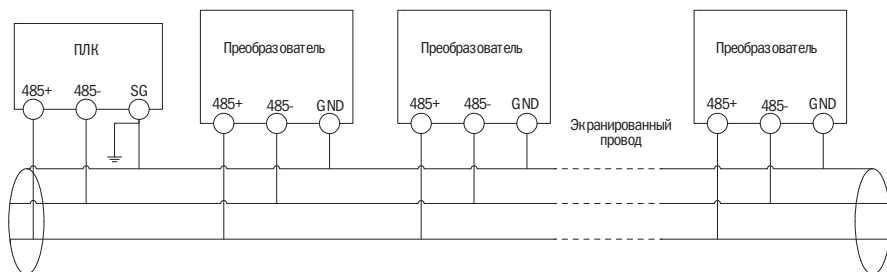 ПЛК
485+ 485- SG
Преобразователь
485+ 485- GND
Преобразователь
485+ 485- GND
Экранированный
провод
Преобразователь
485+ 485- GND